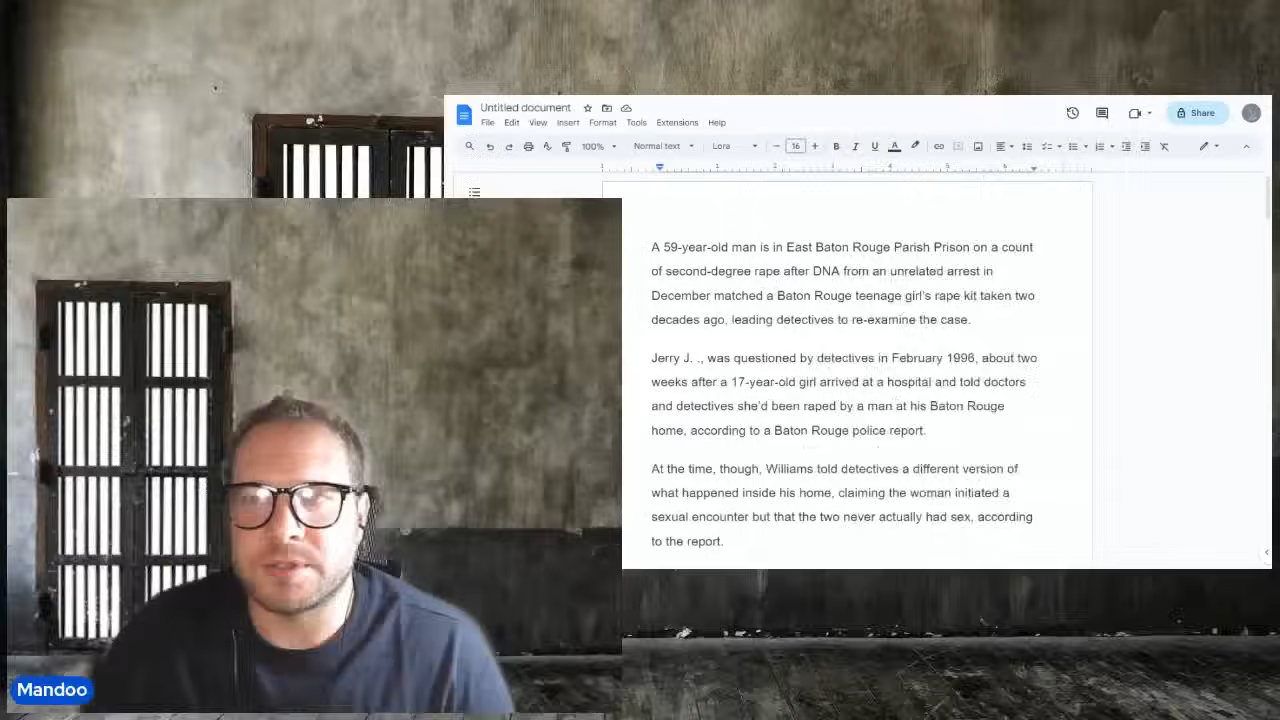 Untitled document
File Edit View Insert Format Tools Extensions Help
Share
100% Normal text Lora 16
A 59-year-old man is in East Baton Rouge Parish Prison on a count
of second-degree rape after DNA from an unrelated arrest in
December matched a Baton Rouge teenage girl's rape kit taken two
decades ago, leading detectives to re-examine the case.
Jerry J. ., was questioned by detectives in February 1996, about two
weeks after a 17-year-old girl arrived at a hospital and told doctors
and detectives she'd been raped by a man at his Baton Rouge
home, according to a Baton Rouge police report.
At the time, though, Williams told detectives a different version of
what happened inside his home, claiming the woman initiated a
sexual encounter but that the two never actually had sex, according
to the report.
Mandoo